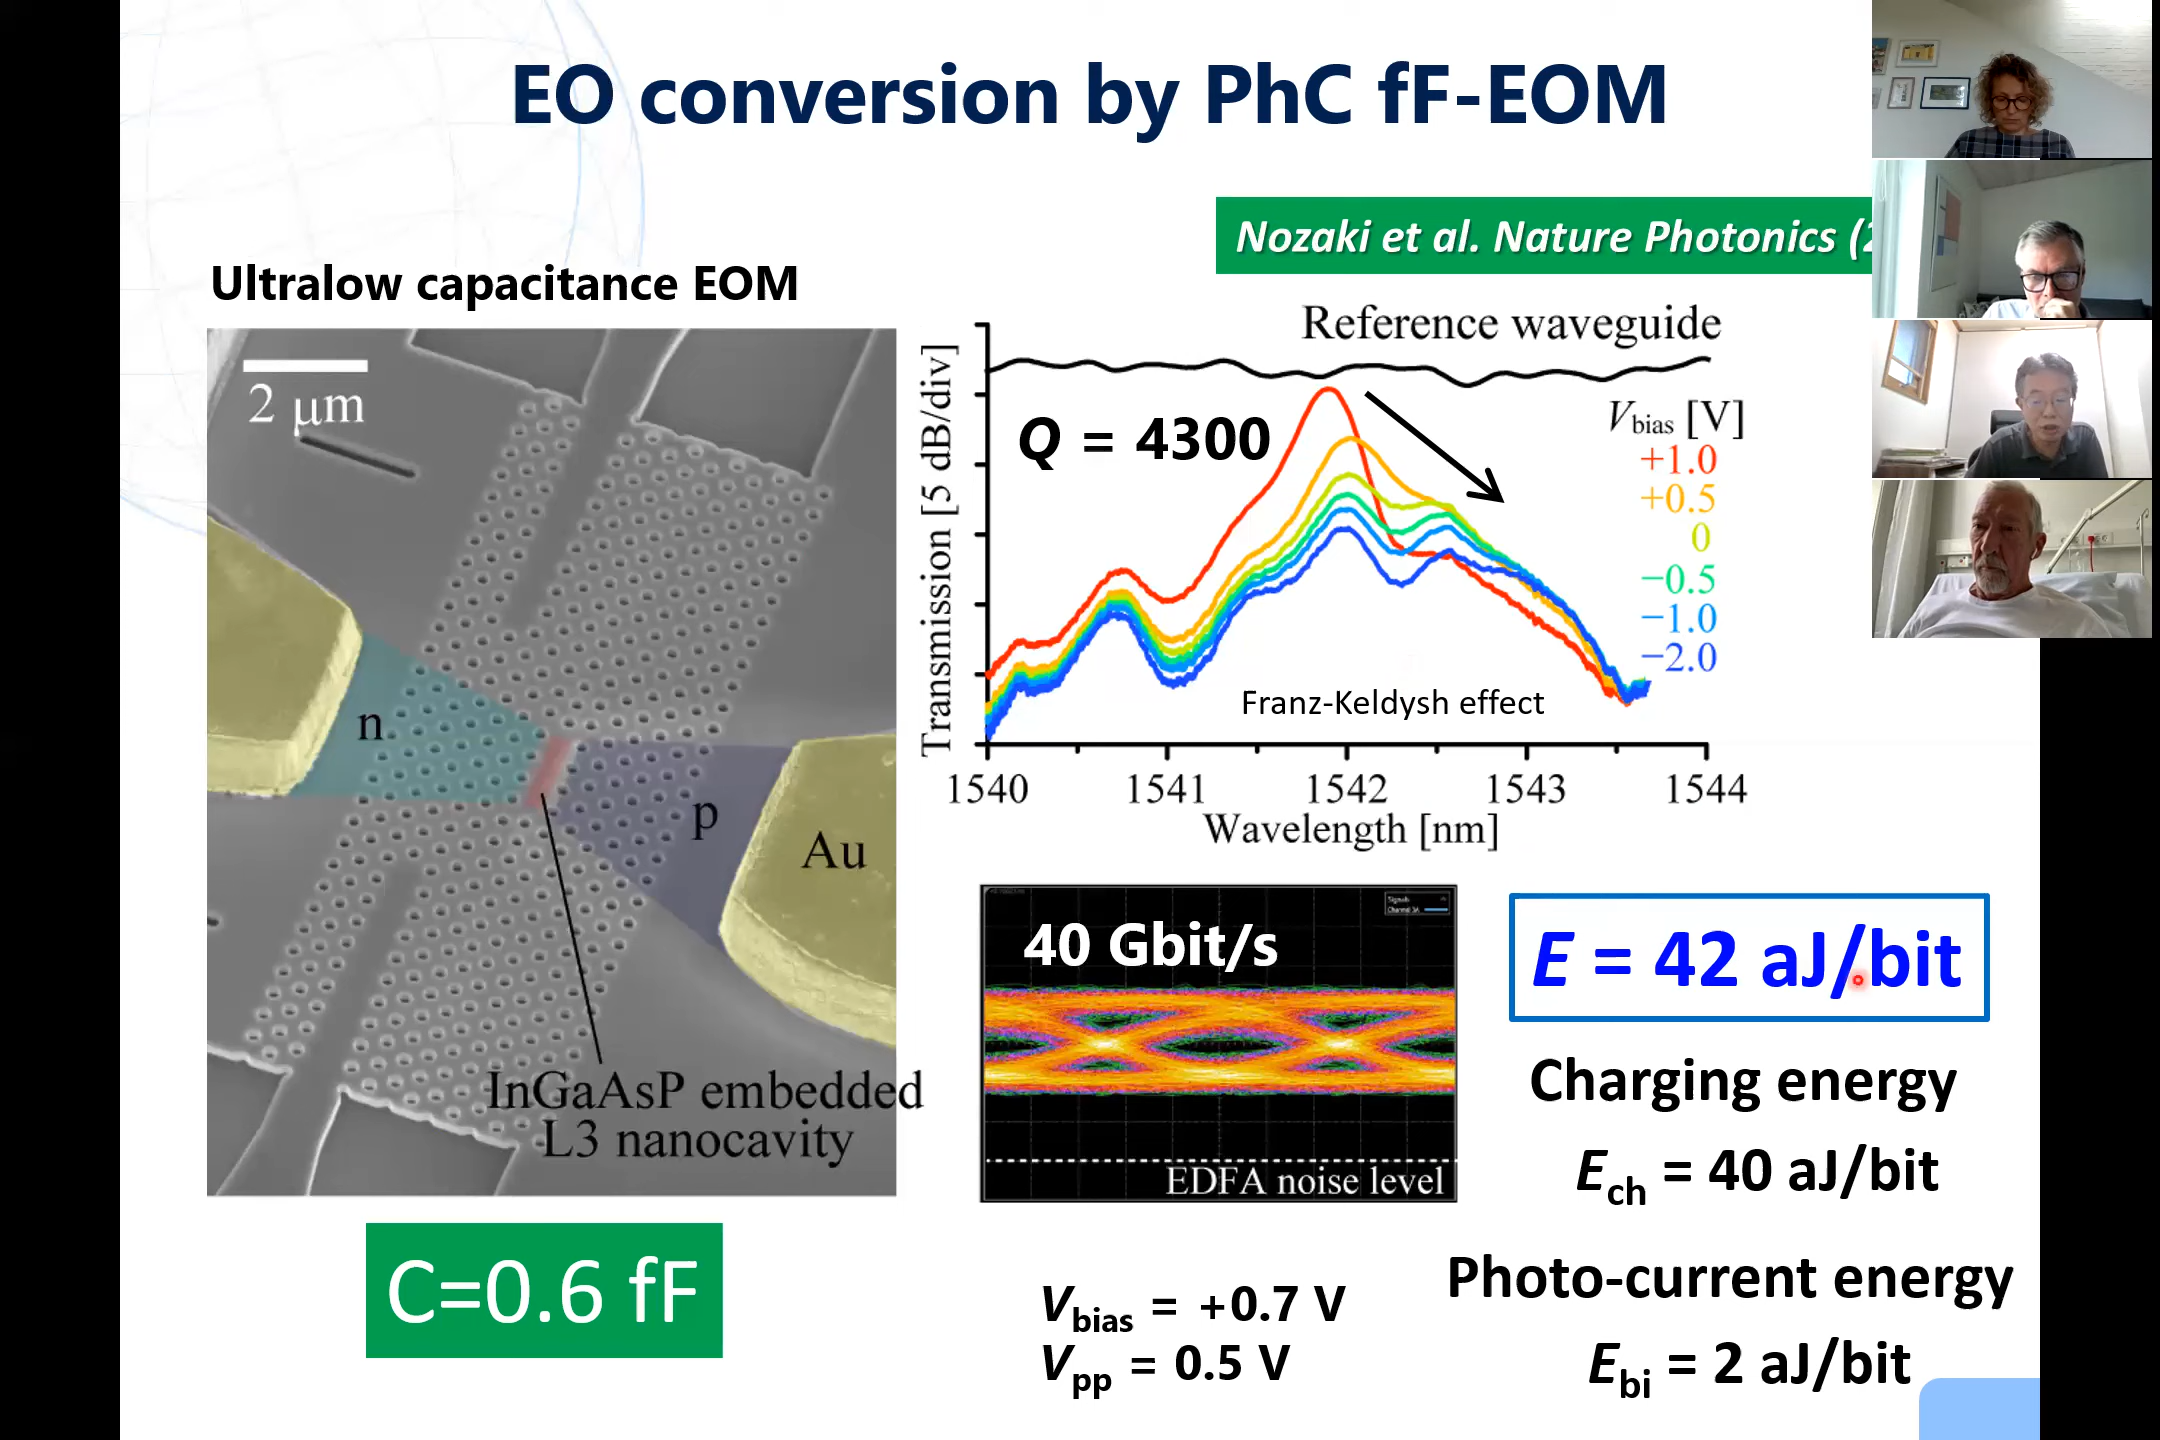 EO conversion by PhC fF-EOM
Nozaki et al. Nature Photonics (2
Ultralow capacitance EOM
2 μm
n
p
Au
InGaAsP embedded
L3 nanocavity
C=0.6 fF
Reference waveguide
Q = 4300
Vbias [V]
+1.0
+0.5
0
−0.5
−1.0
−2.0
Franz-Keldysh effect
Transmission [5 dB/div]
1540 1541 1542 1543 1544
Wavelength [nm]
40 Gbit/s
Signals
Channel 3A
EDFA noise level
Vbias = +0.7 V
Vpp = 0.5 V
E = 42 aJ/bit
Charging energy
Ech = 40 aJ/bit
Photo-current energy
Ebi = 2 aJ/bit